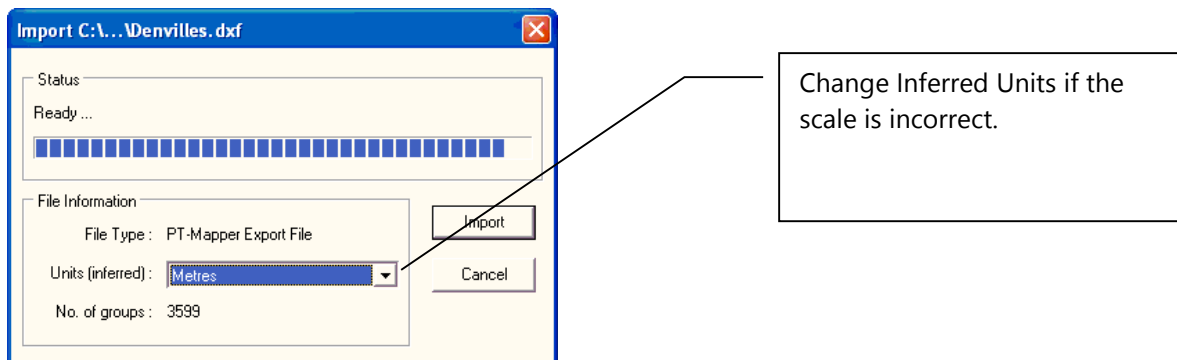 Import C:\...\Denvilles.dxf
Status
Ready ...
File Information
File Type : PT-Mapper Export File
Units (inferred) : Metres
No. of groups : 3599
Import
Cancel
Change Inferred Units if the
scale is incorrect.